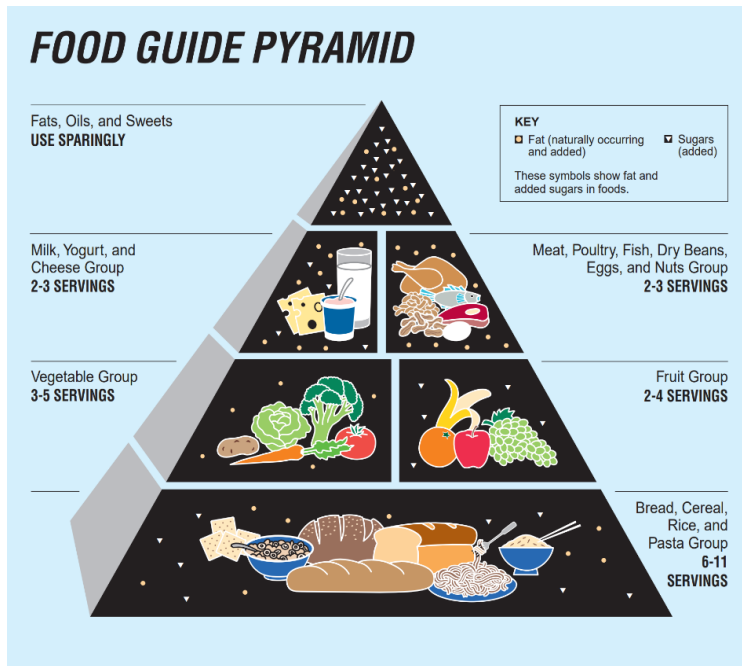 FOOD GUIDE PYRAMID
Fats, Oils, and Sweets
USE SPARINGLY
KEY
Fat (naturally occurring
and added)
Sugars
(added)
These symbols show fat and
added sugars in foods.
Milk, Yogurt, and
Cheese Group
2-3 SERVINGS
Meat, Poultry, Fish, Dry Beans,
Eggs, and Nuts Group
2-3 SERVINGS
Vegetable Group
3-5 SERVINGS
Fruit Group
2-4 SERVINGS
Bread, Cereal,
Rice, and
Pasta Group
6-11
SERVINGS